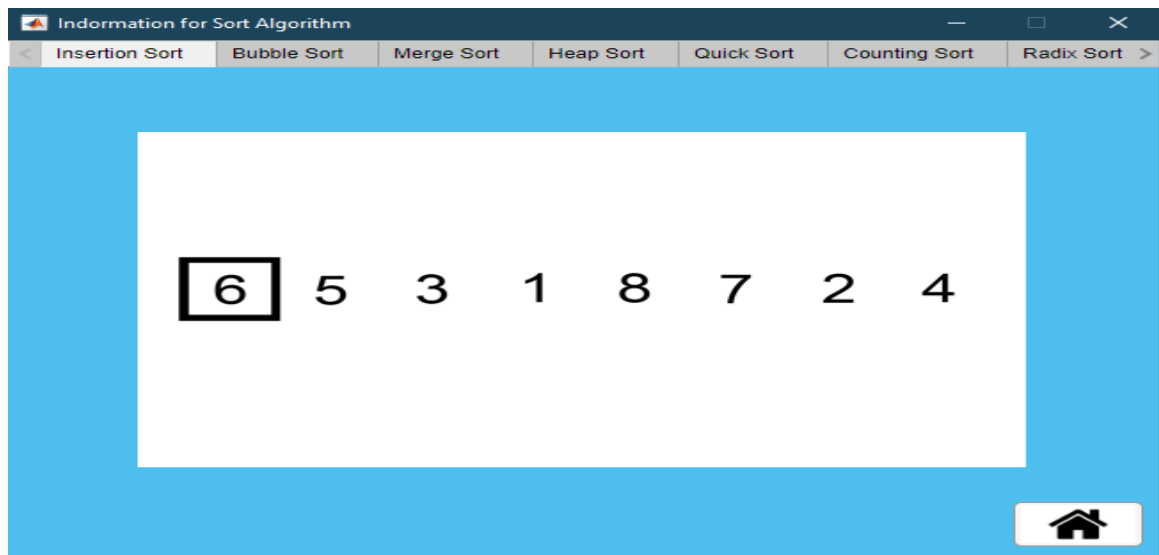 Indormation for Sort Algorithm
Insertion Sort Bubble Sort Merge Sort Heap Sort Quick Sort Counting Sort Radix Sort
6 5 3 1 8 7 2 4